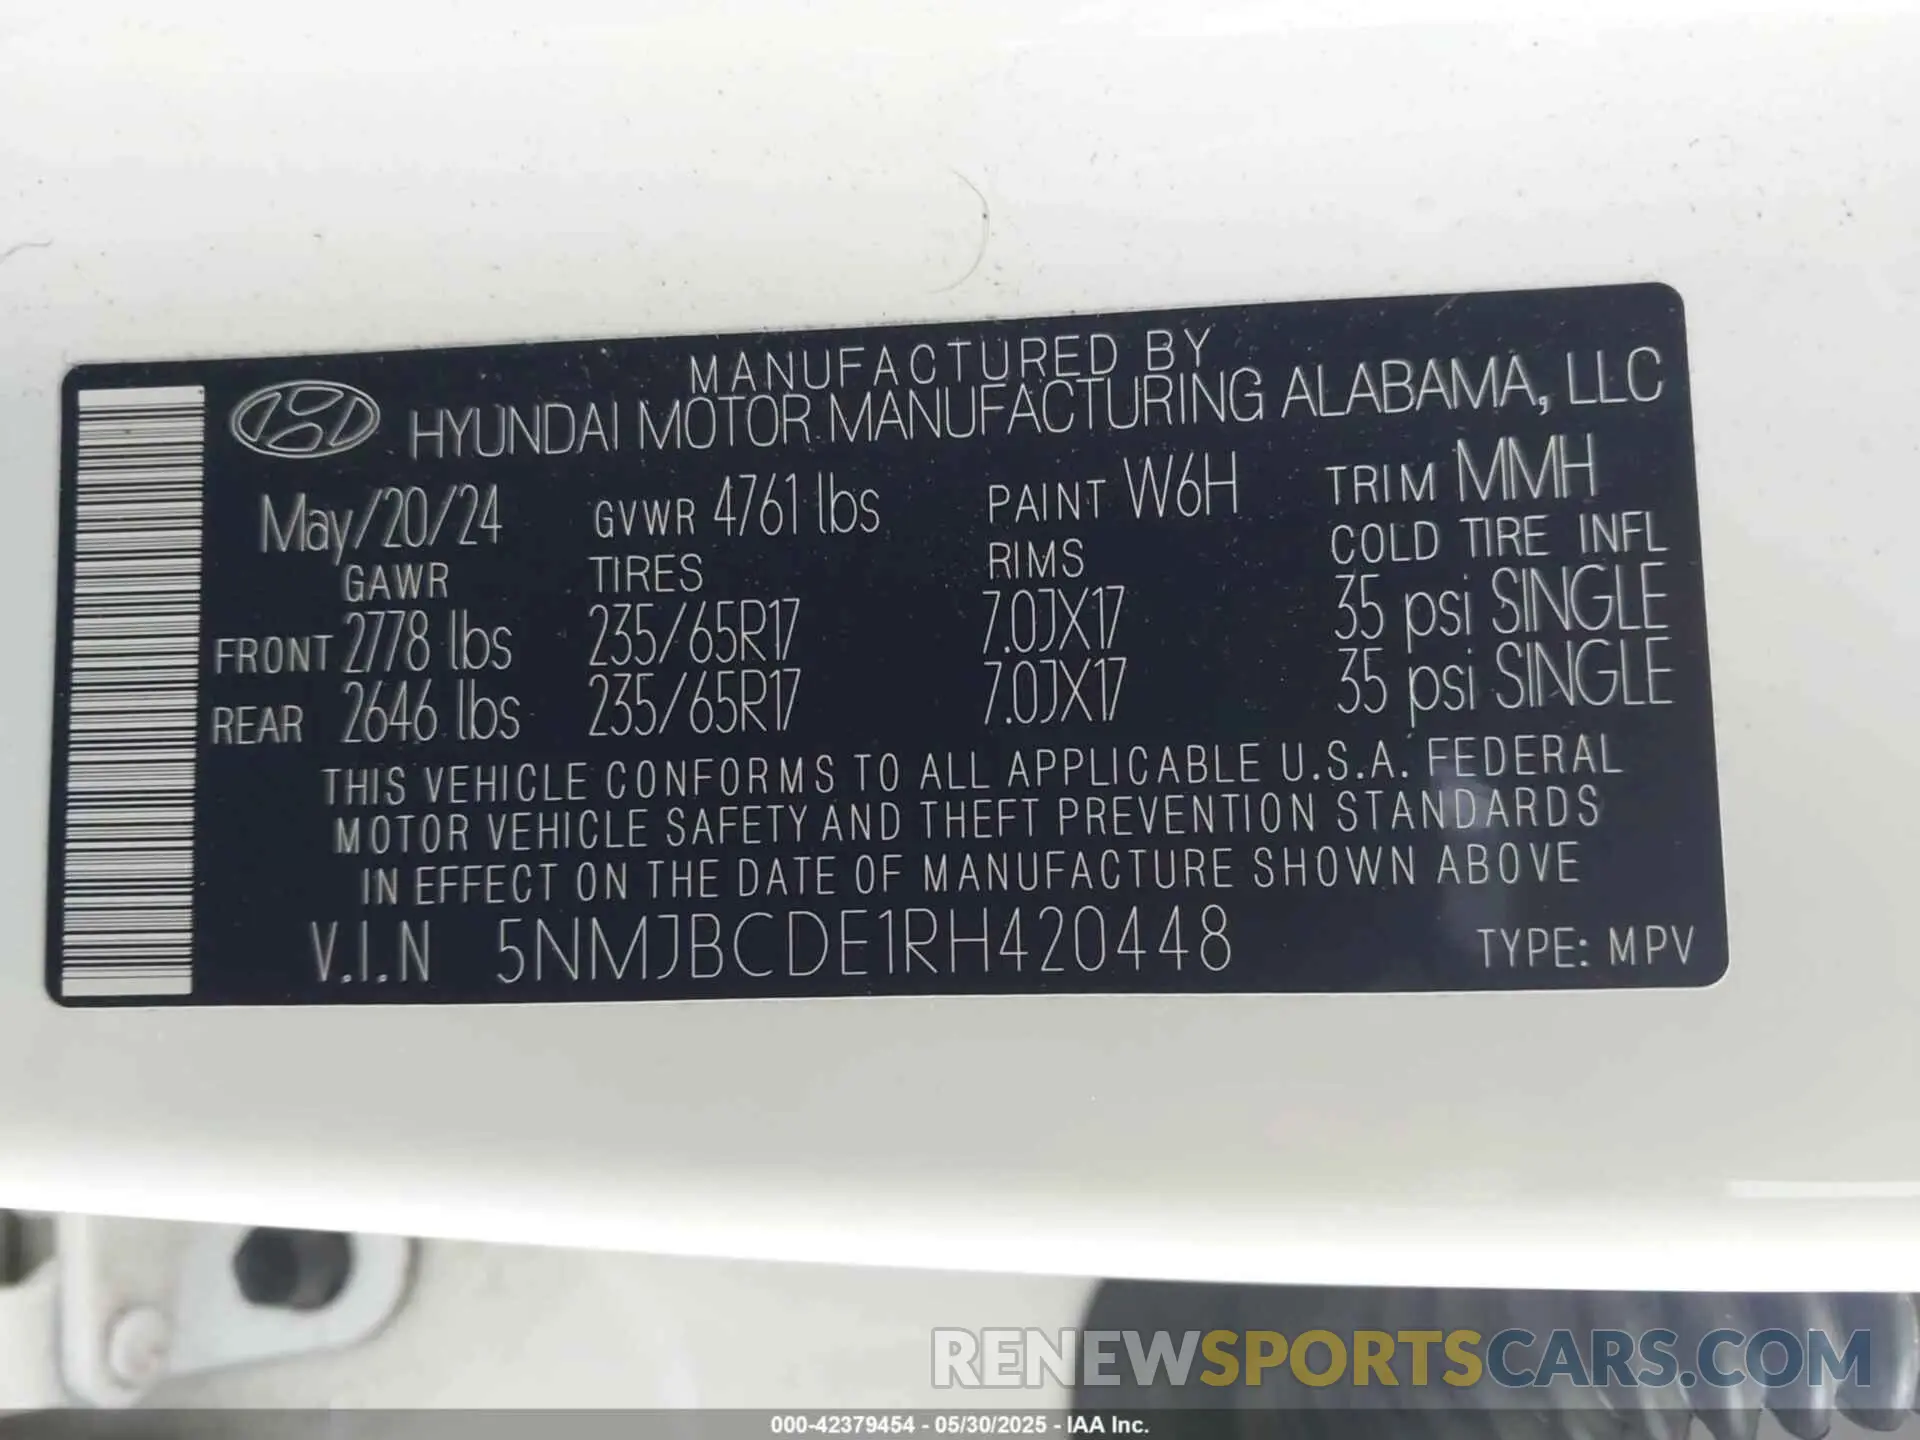 MANUFACTURED BY
HYUNDAI MOTOR MANUFACTURING ALABAMA, LLC
May/20/24 GVWR 4761 lbs PAINT W6H TRIM MMH
GAWR TIRES RIMS COLD TIRE INFL
FRONT 2778 lbs 235/65R17 7.0JX17 35 psi SINGLE
REAR 2646 lbs 235/65R17 7.0JX17 35 psi SINGLE
THIS VEHICLE CONFORMS TO ALL APPLICABLE U.S.A. FEDERAL
MOTOR VEHICLE SAFETY AND THEFT PREVENTION STANDARDS
IN EFFECT ON THE DATE OF MANUFACTURE SHOWN ABOVE
V.I.N 5NMJBCDE1RH420448 TYPE: MPV
RENEWSPORTSCARS.COM
000-42379454 - 05/30/2025 - IAA Inc.